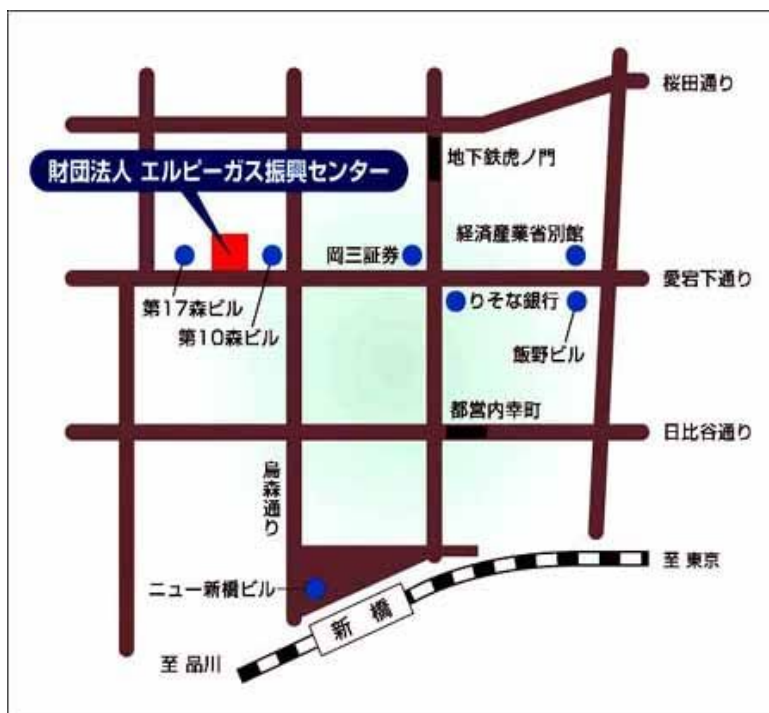 桜田通り
地下鉄虎ノ門
財団法人 エルピーガス振興センター
岡三証券
経済産業省別館
愛岩下通り
第17森ビル
第10森ビル
りそな銀行
飯野ビル
都営内幸町
日比谷通り
烏森通り
至 東京
ニュー新橋ビル
新橋
至 品川